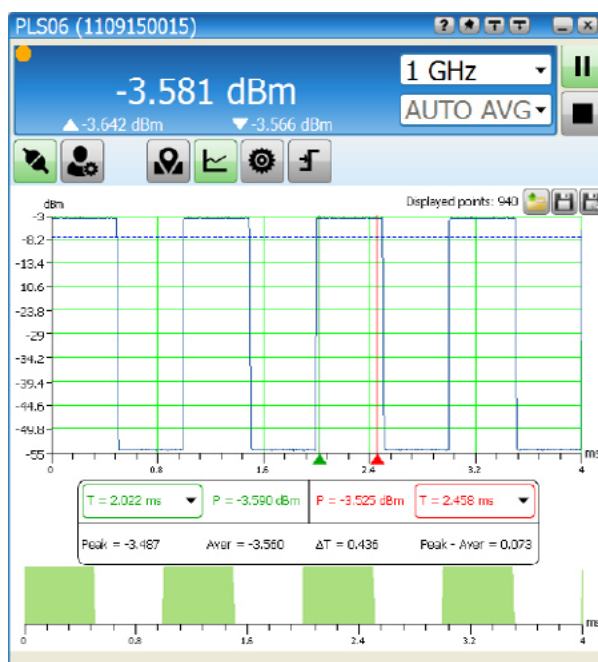 PLS06 (1109150015)
-3.581 dBm
-3.642 dBm -3.566 dBm
1 GHz
AUTO AVG
Displayed points: 940
dBm
-3
-8.2
-13.4
-18.6
-23.8
-29
-34.2
-39.4
-44.6
-49.8
-55
0 0.8 1.6 2.4 3.2 4
ms
T = 2.022 ms P = -3.590 dBm P = -3.525 dBm T = 2.458 ms
Peak = -3.487 Aver = -3.560 ΔT = 0.436 Peak - Aver = 0.073
ms
0 0.8 1.6 2.4 3.2 4